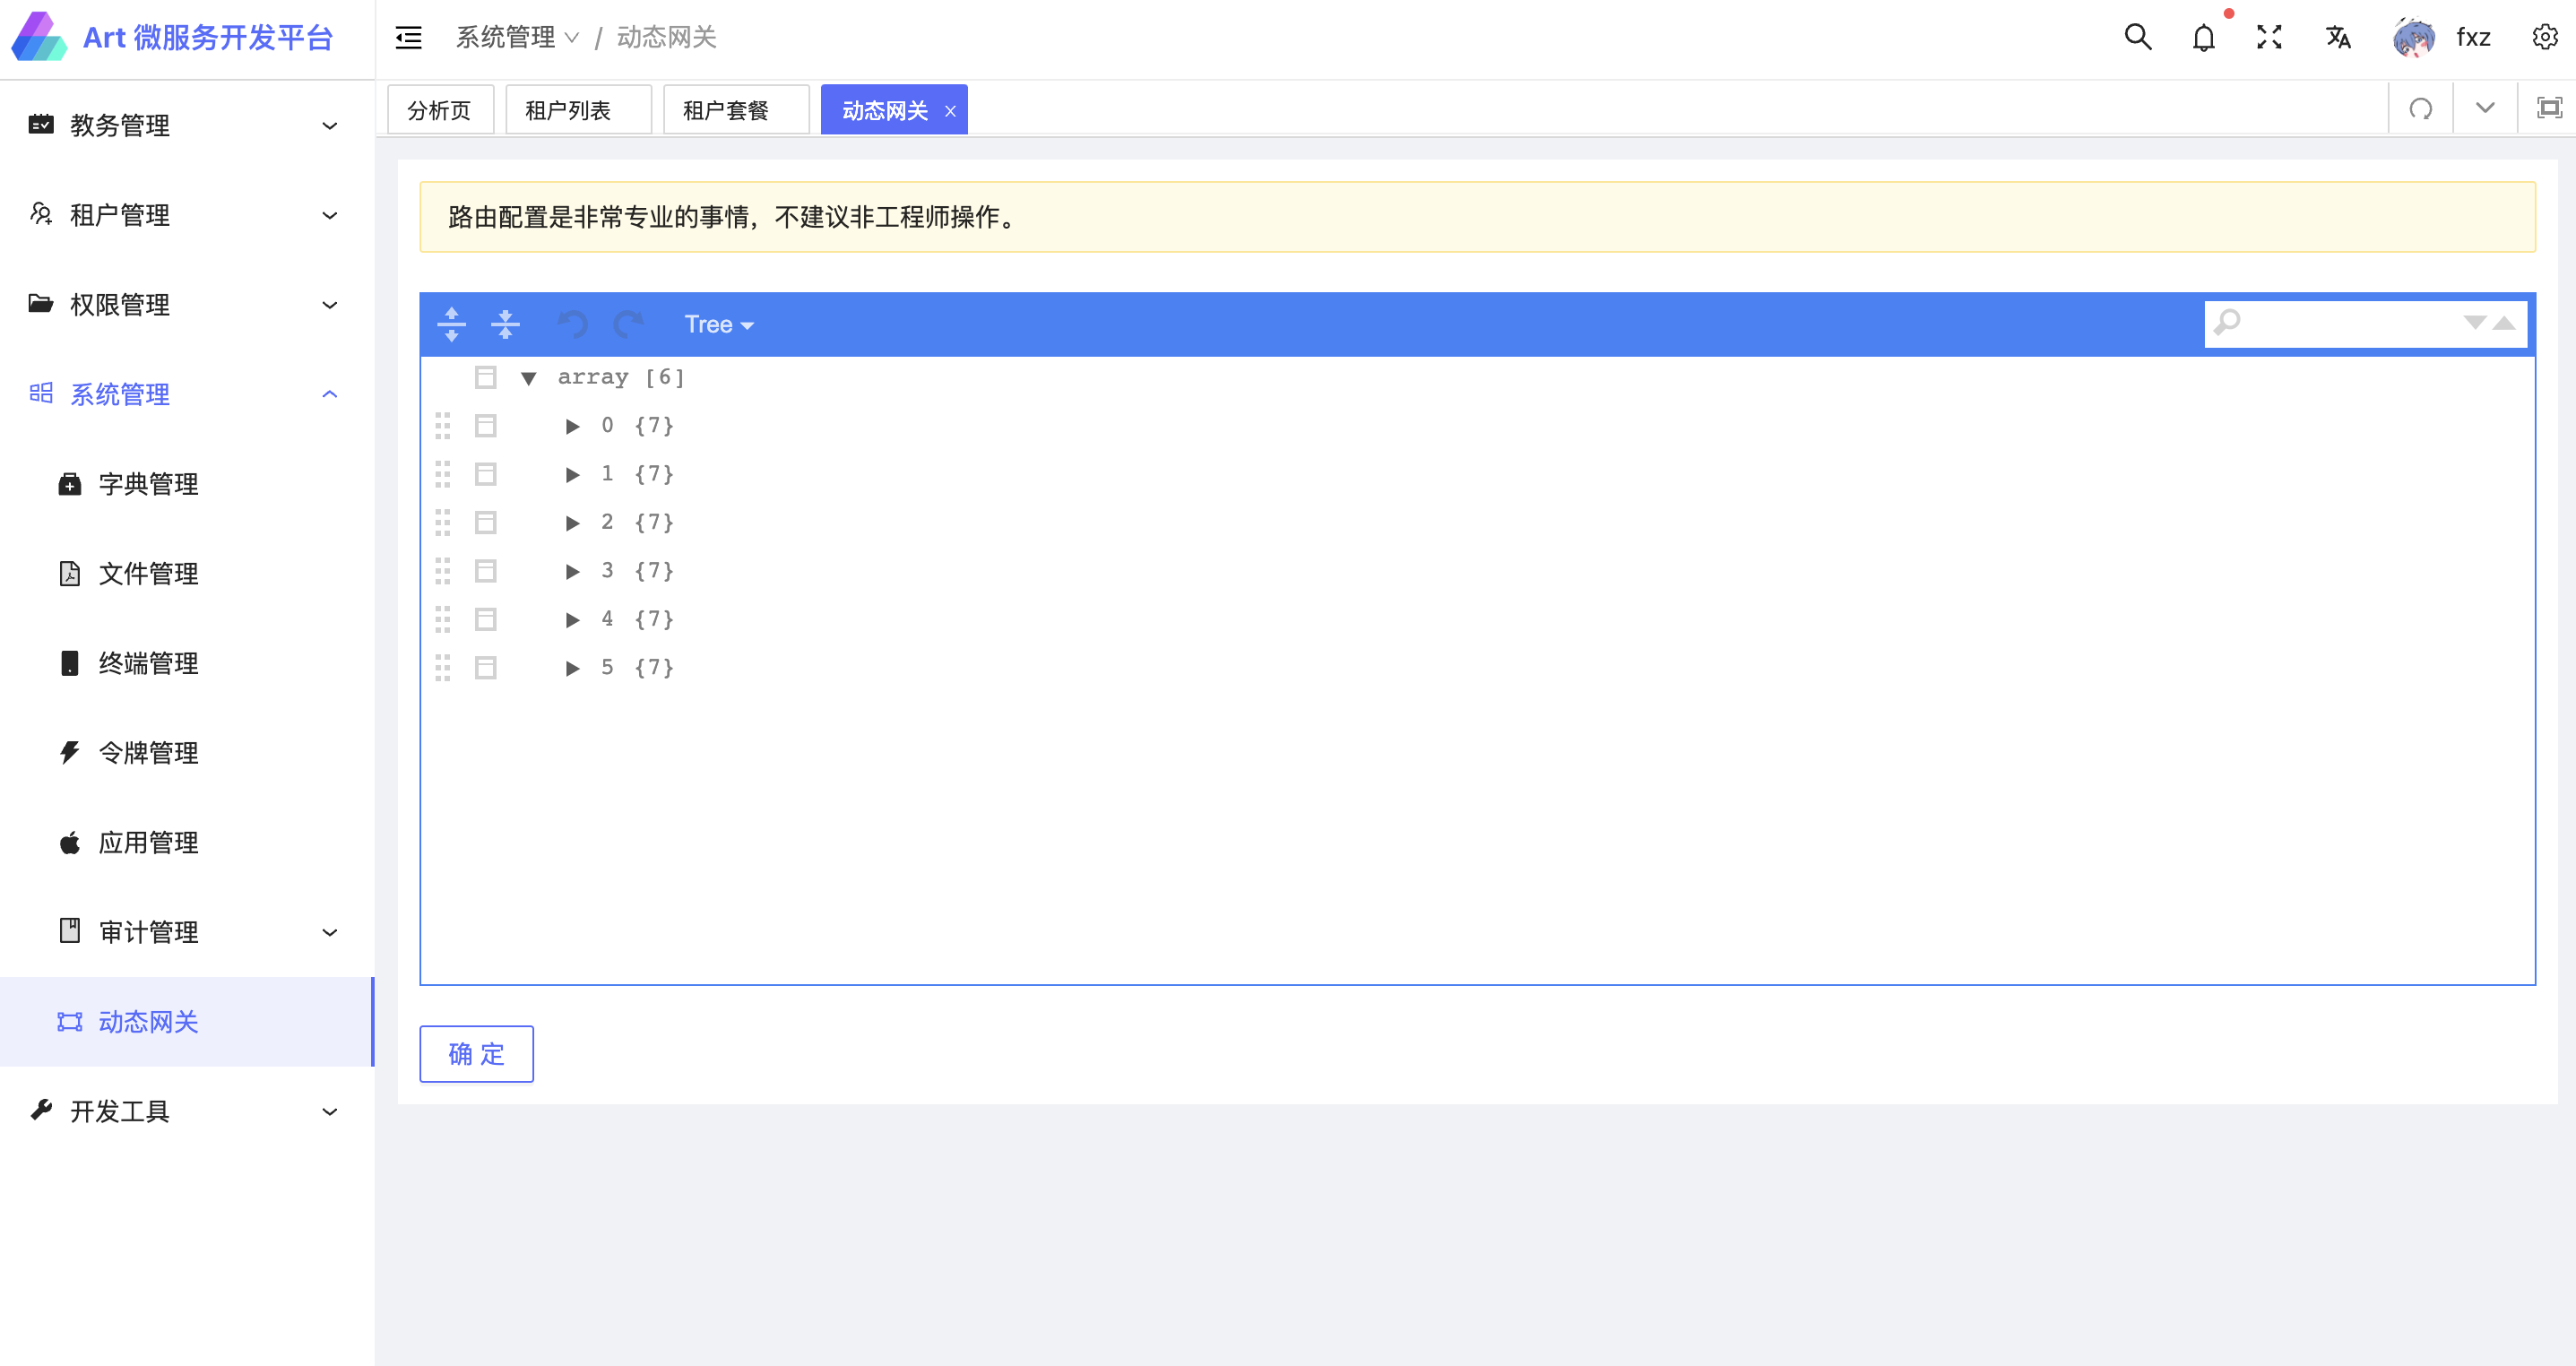 Art 微服务开发平台
系统管理 / 动态网关
fxz
教务管理
租户管理
权限管理
系统管理
字典管理
文件管理
终端管理
令牌管理
应用管理
审计管理
动态网关
开发工具
分析页
租户列表
租户套餐
动态网关
路由配置是非常专业的事情，不建议非工程师操作。
Tree
array [6]
0 {7}
1 {7}
2 {7}
3 {7}
4 {7}
5 {7}
确 定